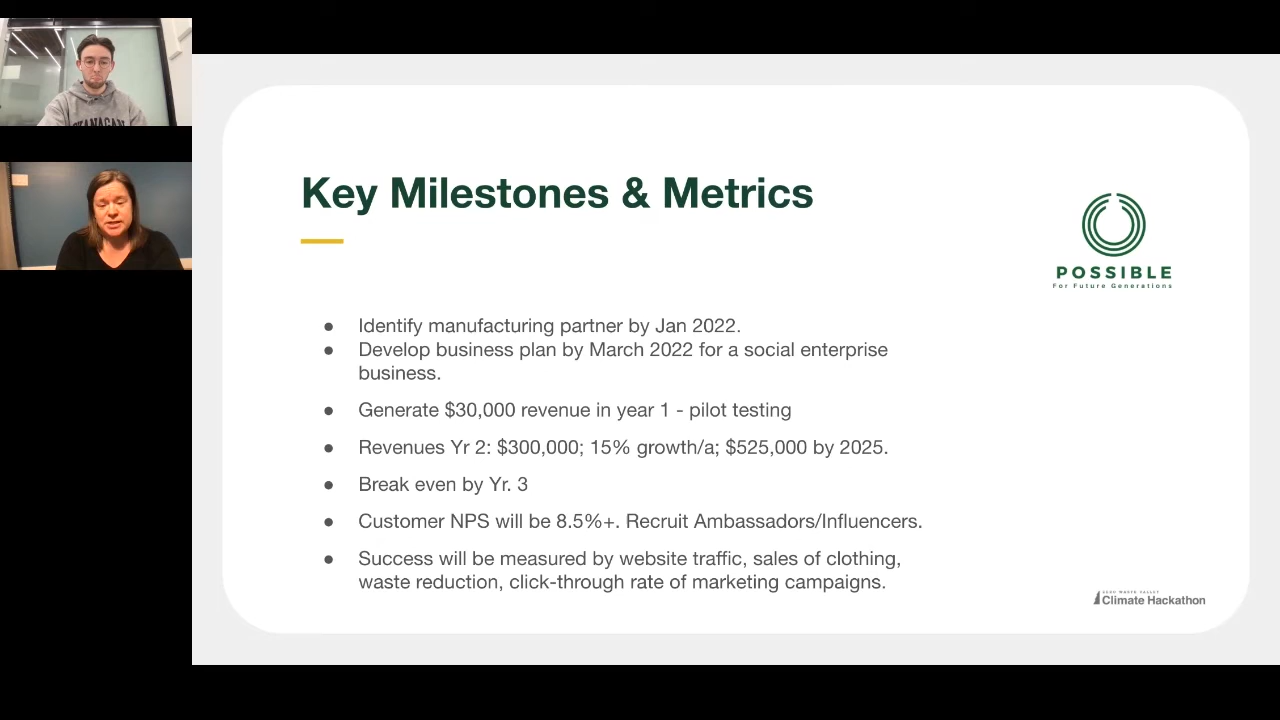 Key Milestones & Metrics
POSSIBLE
For Future Generations
● Identify manufacturing partner by Jan 2022.
● Develop business plan by March 2022 for a social enterprise
business.
● Generate $30,000 revenue in year 1 - pilot testing
● Revenues Yr 2: $300,000; 15% growth/a; $525,000 by 2025.
● Break even by Yr. 3
● Customer NPS will be 8.5%+. Recruit Ambassadors/Influencers.
● Success will be measured by website traffic, sales of clothing,
waste reduction, click-through rate of marketing campaigns.
ZERO WASTE VALLEY
Climate Hackathon